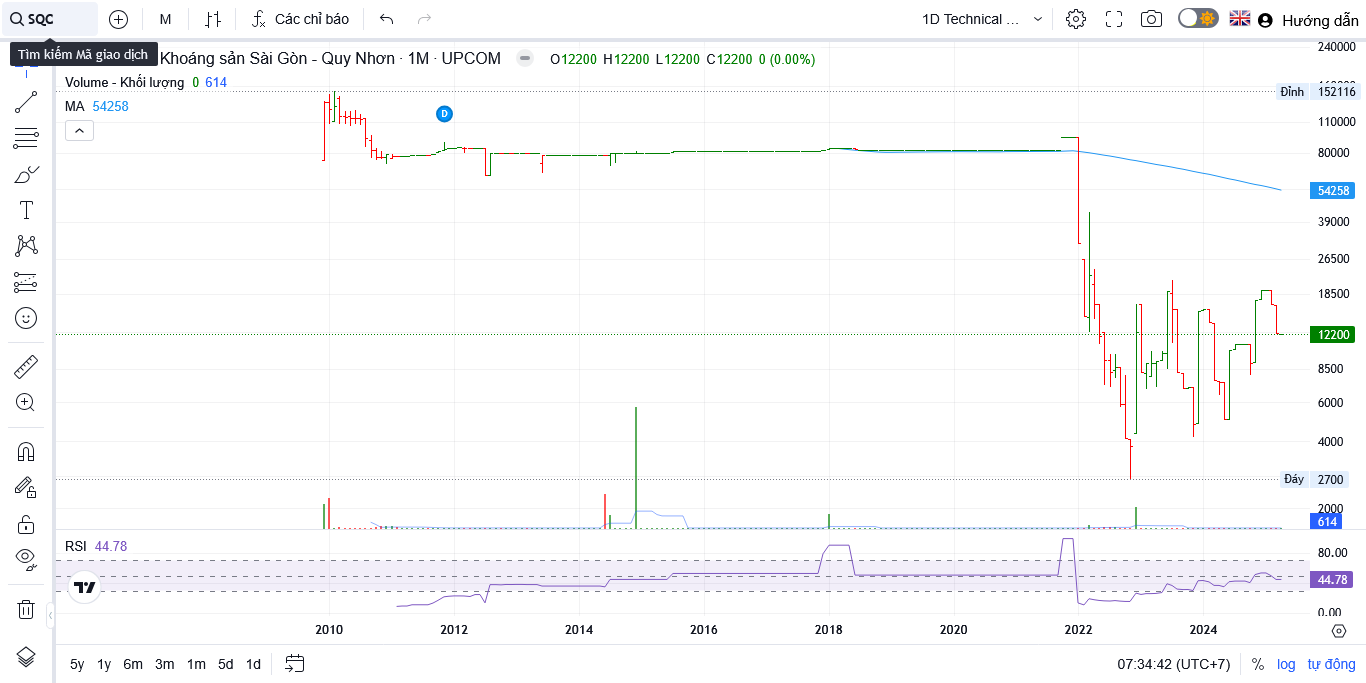 SQC M Các chỉ báo 1D Technical ... Hướng dẫn
Tìm kiếm Mã giao dịch
Khoáng sản Sài Gòn - Quy Nhơn · 1M · UPCOM O12200 H12200 L12200 C12200 0 (0.00%)
Volume - Khối lượng 0 614
MA 54258
D
240000
Đỉnh 152116
110000
80000
54258
39000
26500
18500
12200
8500
6000
4000
Đáy 2700
2000
614
RSI 44.78
80.00
44.78
0.00
2010 2012 2014 2016 2018 2020 2022 2024
5y 1y 6m 3m 1m 5d 1d 07:34:42 (UTC+7) % log tự động